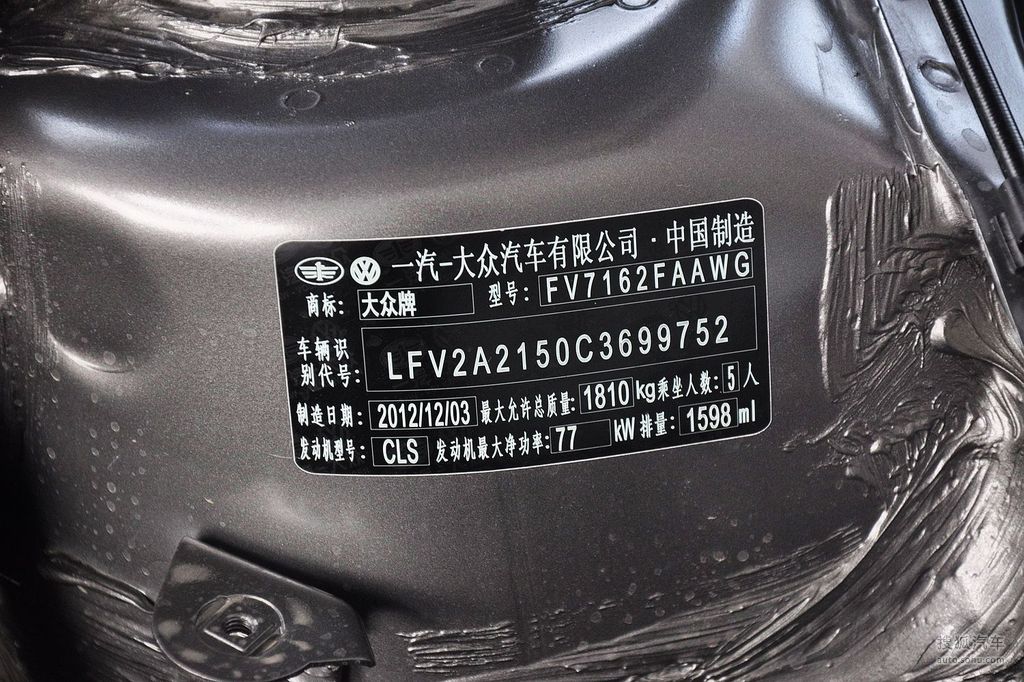 一汽-大众汽车有限公司·中国制造
商标: 大众牌 型号: FV7162FAAWG
车辆识
别代号: LFV2A2150C3699752
制造日期: 2012/12/03 最大允许总质量: 1810 kg 乘坐人数: 5 人
发动机型号: CLS 发动机最大净功率: 77 kW 排量: 1598 ml
搜狐汽车
auto.sohu.com